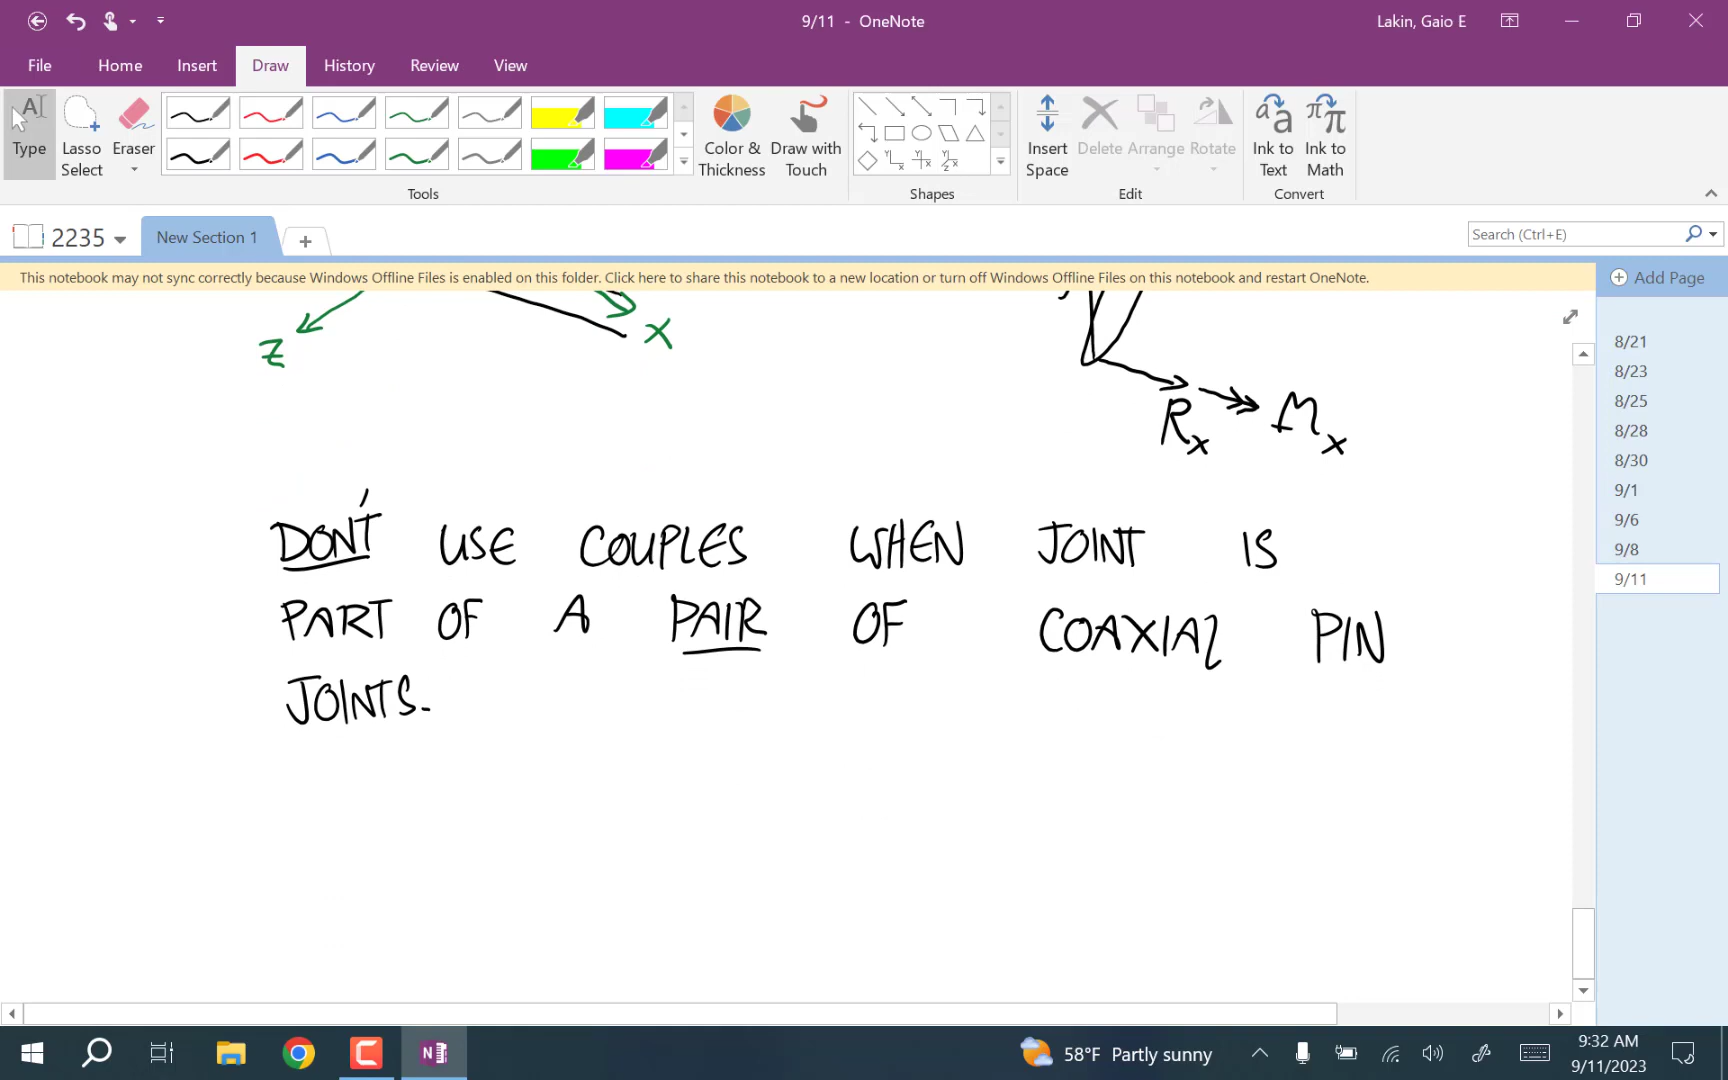 9/11 - OneNote
Lakin, Gaio E
File Home Insert Draw History Review View
Type
Lasso Select
Eraser
Color & Thickness
Draw with Touch
Insert Space
Delete Arrange Rotate
Ink to Text
Ink to Math
Tools Shapes Edit Convert
2235 New Section 1
Search (Ctrl+E)
This notebook may not sync correctly because Windows Offline Files is enabled on this folder. Click here to share this notebook to a new location or turn off Windows Offline Files on this notebook and restart OneNote.
Add Page
8/21
8/23
8/25
8/28
8/30
9/1
9/6
9/8
9/11
z x
Rx Mx
DON'T USE COUPLES WHEN JOINT IS
PART OF A PAIR OF COAXIAL PIN
JOINTS.
58°F Partly sunny
9:32 AM
9/11/2023